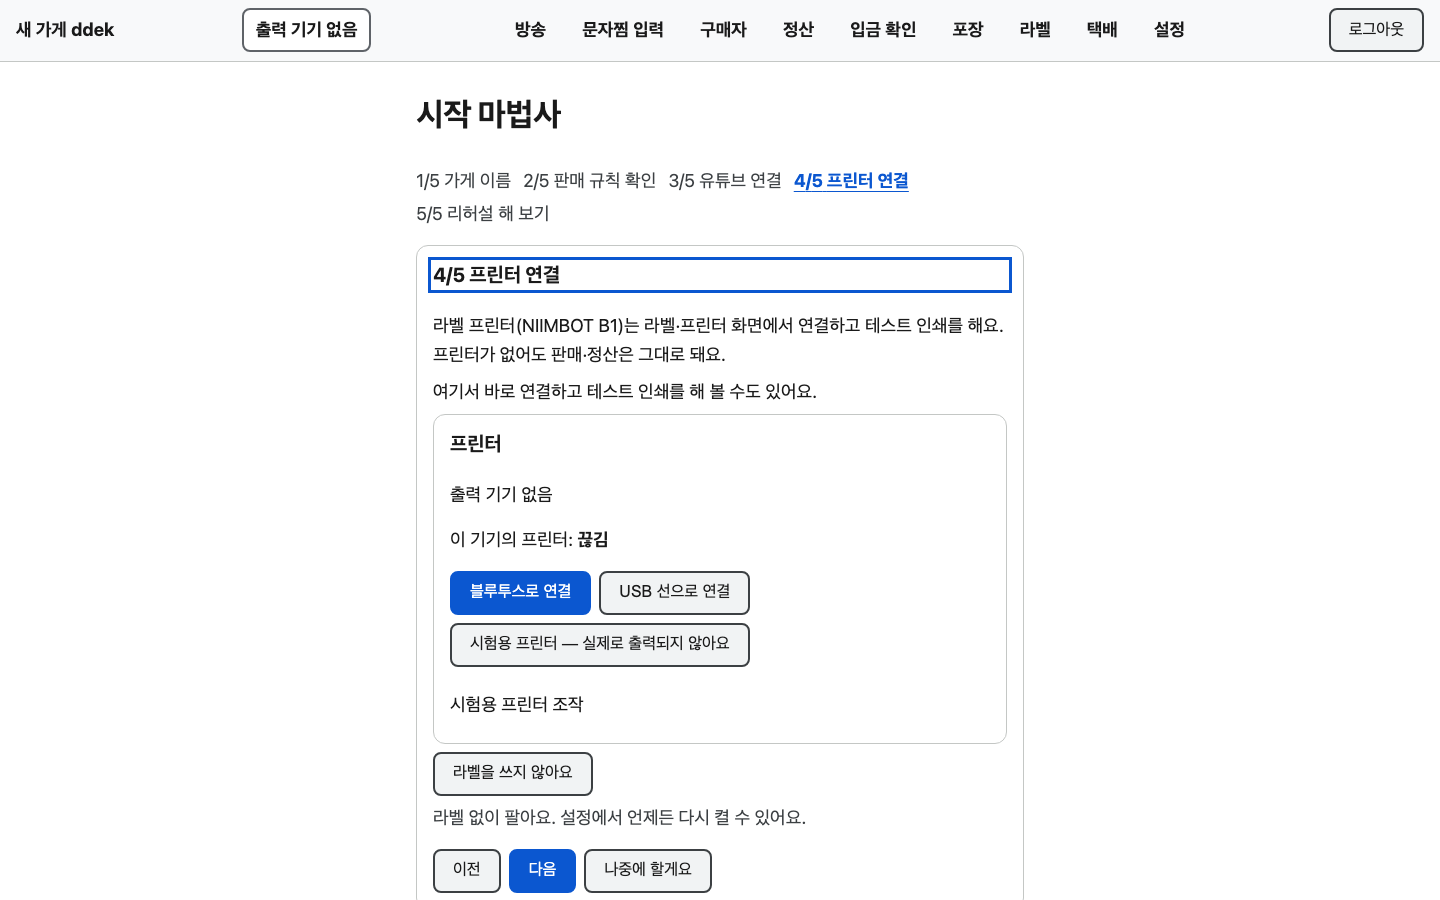 새 가게 ddek
출력 기기 없음
방송 문자찜 입력 구매자 정산 입금 확인 포장 라벨 택배 설정
로그아웃
시작 마법사
1/5 가게 이름 2/5 판매 규칙 확인 3/5 유튜브 연결 4/5 프린터 연결
5/5 리허설 해 보기
4/5 프린터 연결
라벨 프린터(NIIMBOT B1)는 라벨·프린터 화면에서 연결하고 테스트 인쇄를 해요.
프린터가 없어도 판매·정산은 그대로 돼요.
여기서 바로 연결하고 테스트 인쇄를 해 볼 수도 있어요.
프린터
출력 기기 없음
이 기기의 프린터: 끊김
블루투스로 연결 USB 선으로 연결
시험용 프린터 — 실제로 출력되지 않아요
시험용 프린터 조작
라벨을 쓰지 않아요
라벨 없이 팔아요. 설정에서 언제든 다시 켤 수 있어요.
이전 다음 나중에 할게요